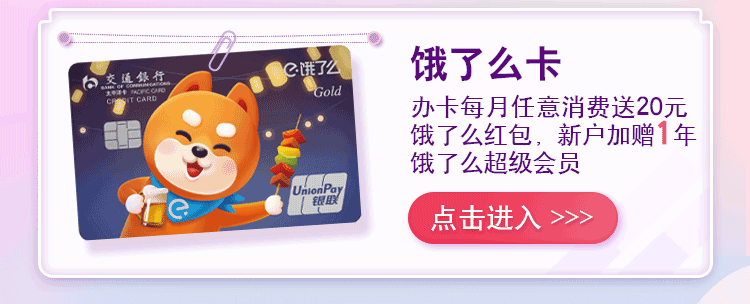 饿了么卡
办卡每月任意消费送20元
饿了么红包，新户加赠1年
饿了么超级会员
点击进入 >>>
交通银行
BANK OF COMMUNICATIONS
太平洋卡 PACIFIC CARD
CREDIT CARD
饿了么
Gold
UnionPay
银联